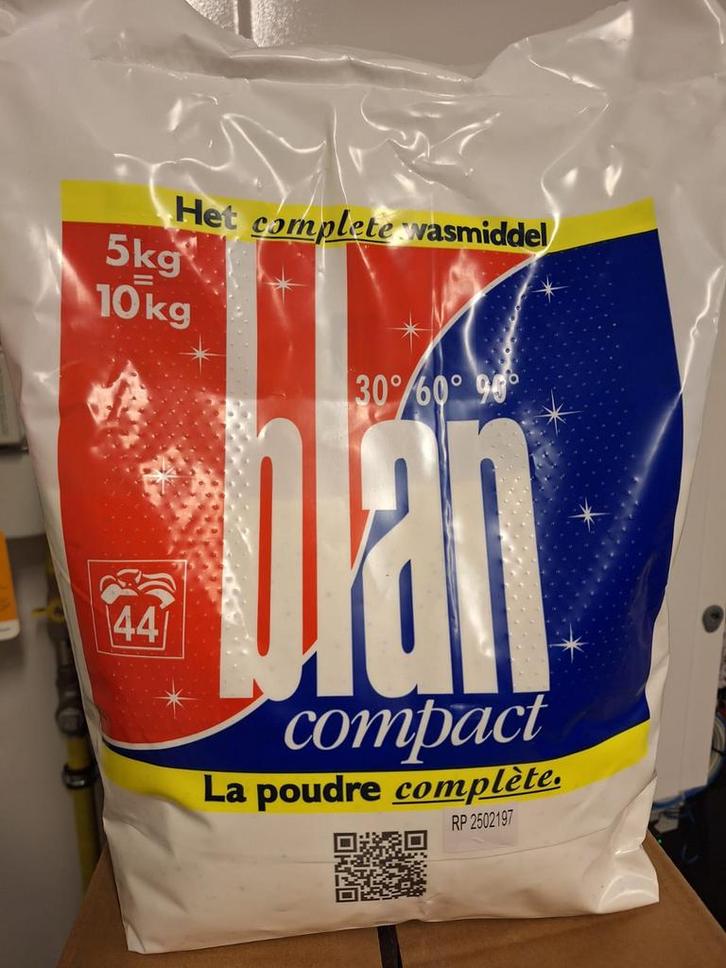 Het complete wasmiddel
5kg
=
10kg
30° 60° 90°
blan
44
compact
La poudre complète.
RP 2502197